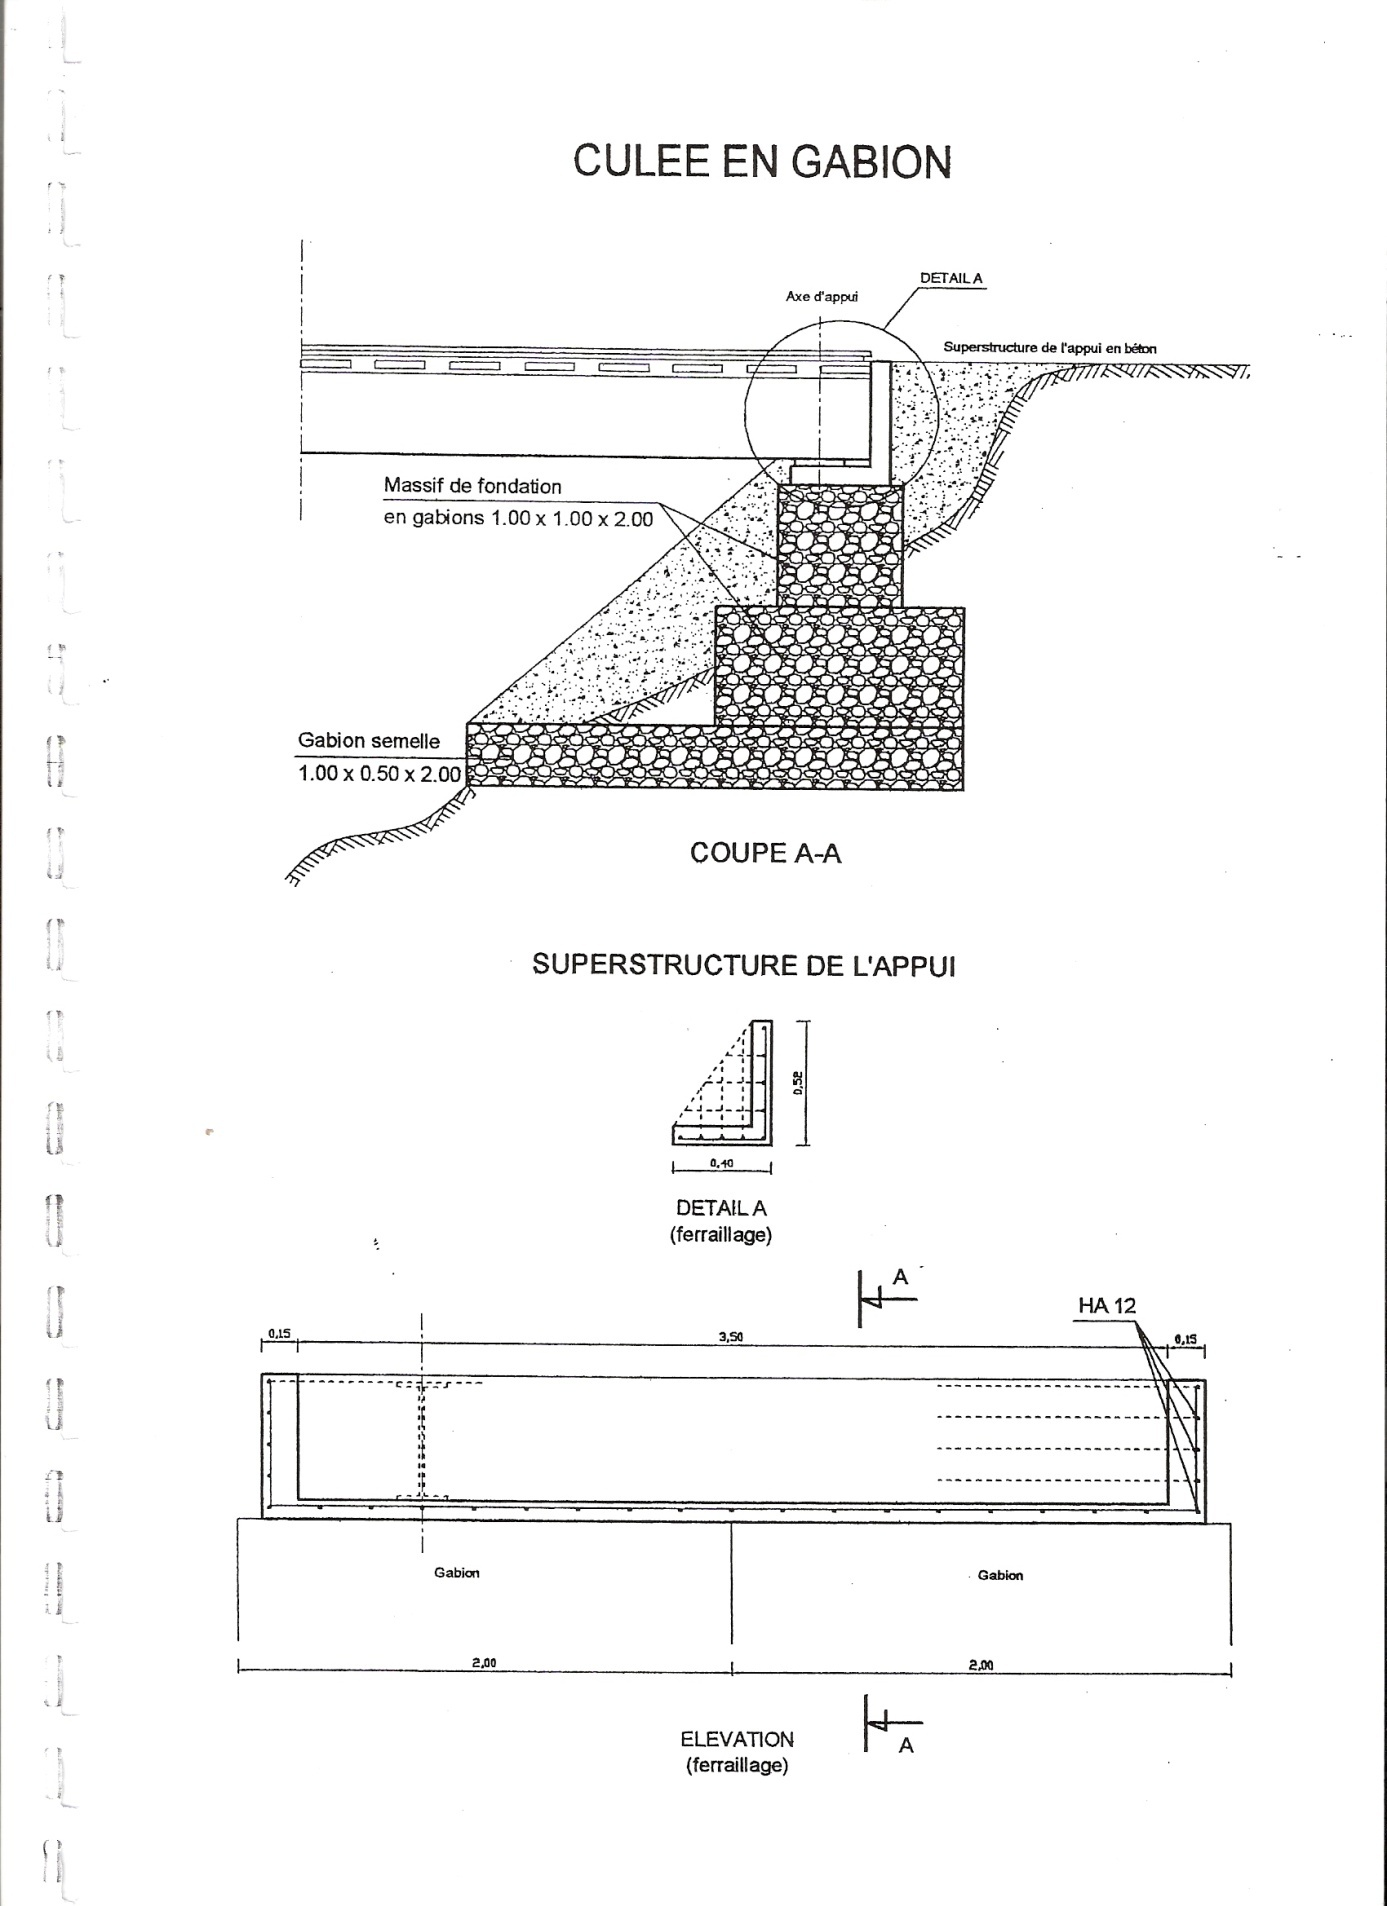 CULEE EN GABION
DETAIL A
Axe d'appui
Superstructure de l'appui en béton
Massif de fondation
en gabions 1.00 x 1.00 x 2.00
Gabion semelle
1.00 x 0.50 x 2.00
COUPE A-A
SUPERSTRUCTURE DE L'APPUI
0,52
0,40
DETAIL A
(ferraillage)
A
HA 12
0,15
3,50
0,15
Gabion
Gabion
2,00
2,00
A
ELEVATION
(ferraillage)